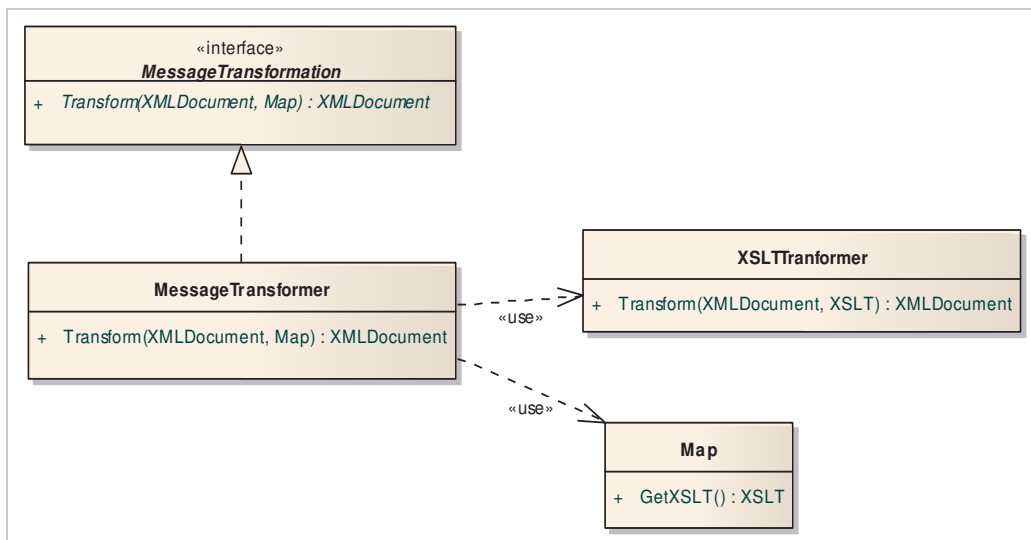 «interface»
MessageTransformation
+ Transform(XMLDocument, Map) : XMLDocument
MessageTransformer
+ Transform(XMLDocument, Map) : XMLDocument
«use»
XSLTTranformer
+ Transform(XMLDocument, XSLT) : XMLDocument
«use»
Map
+ GetXSLT() : XSLT